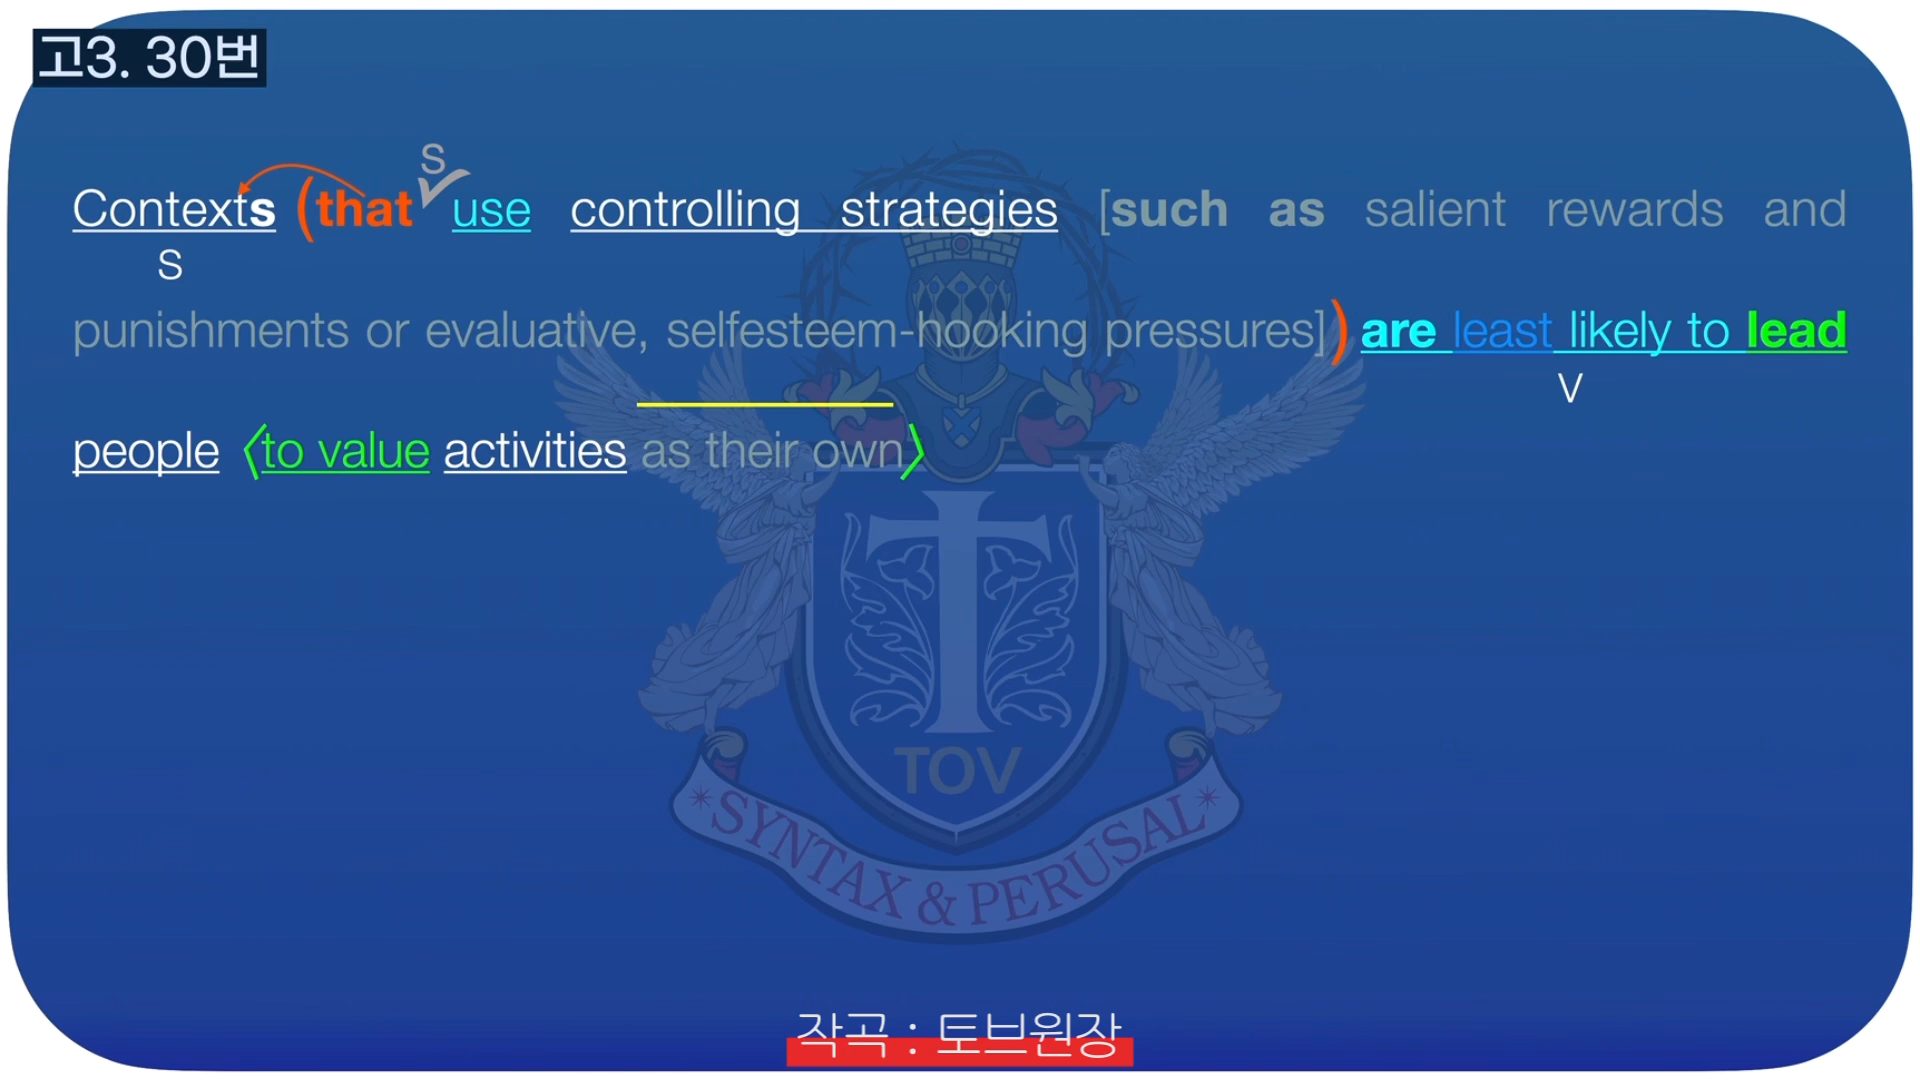 고3. 30번
S
Contexts (that use controlling strategies [such as salient rewards and
S
punishments or evaluative, selfesteem-hooking pressures]) are least likely to lead
V
people ⟨to value activities as their own⟩
TOV
SYNTAX & PERUSAL
작곡 : 토브원장